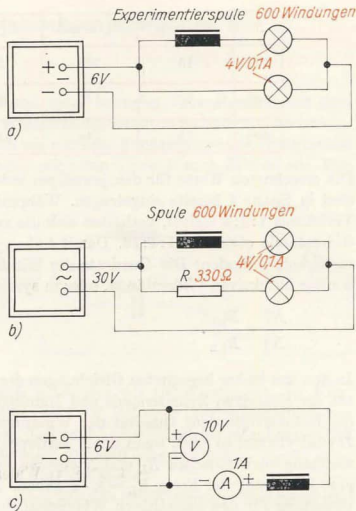 Experimentierspule 600 Windungen
+
–
–
6V
4V/0,1A
a)
Spule 600 Windungen
~
30V
4V/0,1A
R 330Ω
b)
+
–
–
6V
10V
+
–
V
1A
– A +
c)